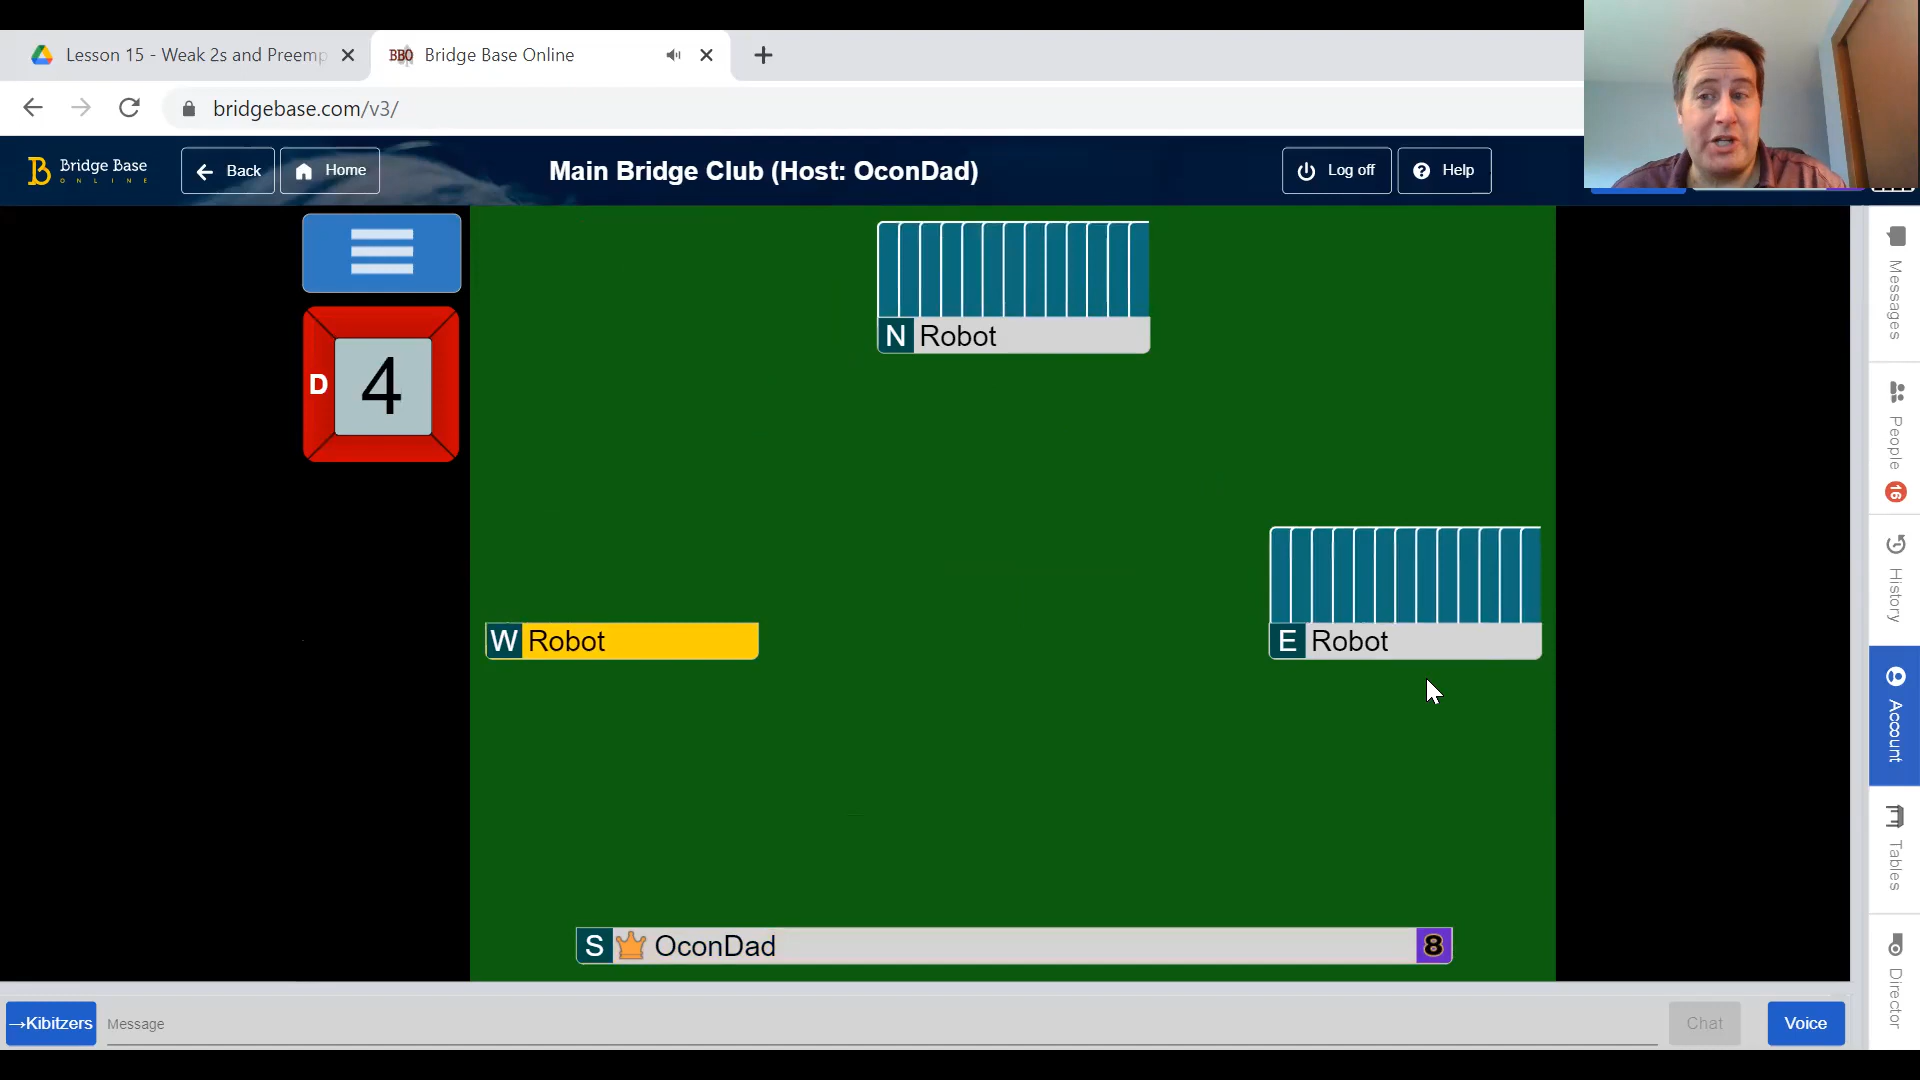 Lesson 15 - Weak 2s and Preemp
BBO Bridge Base Online
bridgebase.com/v3/
Bridge Base
ONLINE
Back
Home
Main Bridge Club (Host: OconDad)
Log off
Help
D
4
N Robot
W Robot
E Robot
S OconDad 8
Messages
People
16
History
Account
Tables
Director
→Kibitzers
Message
Chat
Voice